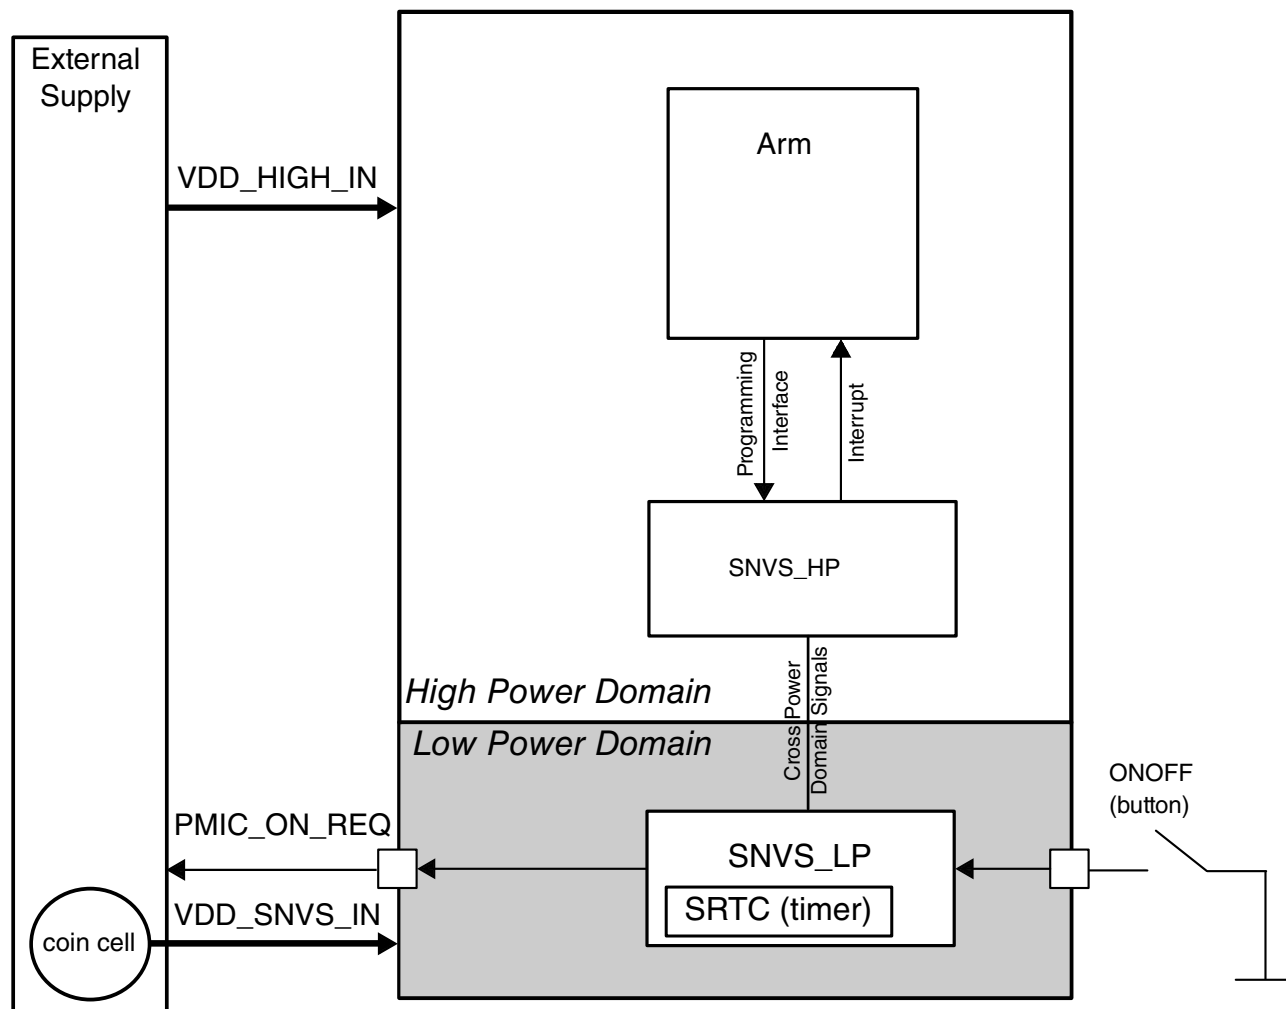 External
Supply
VDD_HIGH_IN
Arm
Programming
Interface
Interrupt
SNVS_HP
High Power Domain
Cross Power
Domain Signals
Low Power Domain
ONOFF
(button)
PMIC_ON_REQ
SNVS_LP
SRTC (timer)
VDD_SNVS_IN
coin cell